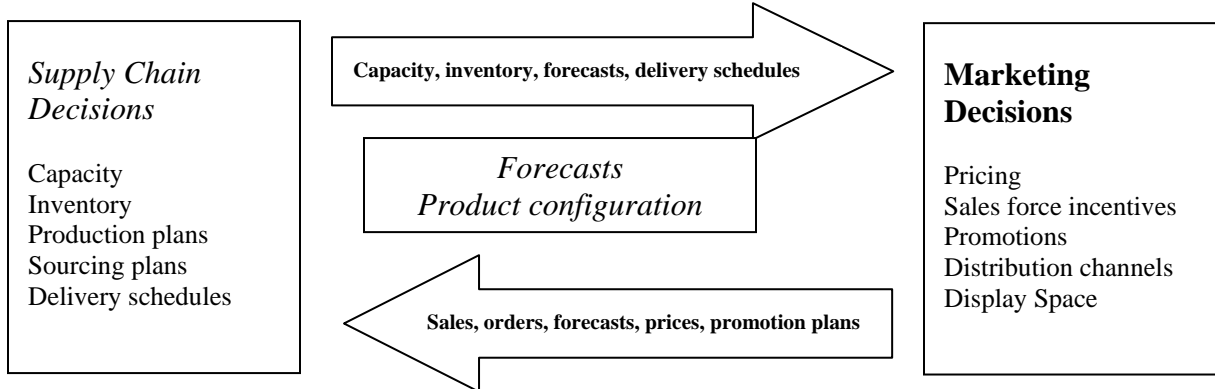 Supply Chain
Decisions
Capacity
Inventory
Production plans
Sourcing plans
Delivery schedules
Capacity, inventory, forecasts, delivery schedules
Forecasts
Product configuration
Sales, orders, forecasts, prices, promotion plans
Marketing
Decisions
Pricing
Sales force incentives
Promotions
Distribution channels
Display Space